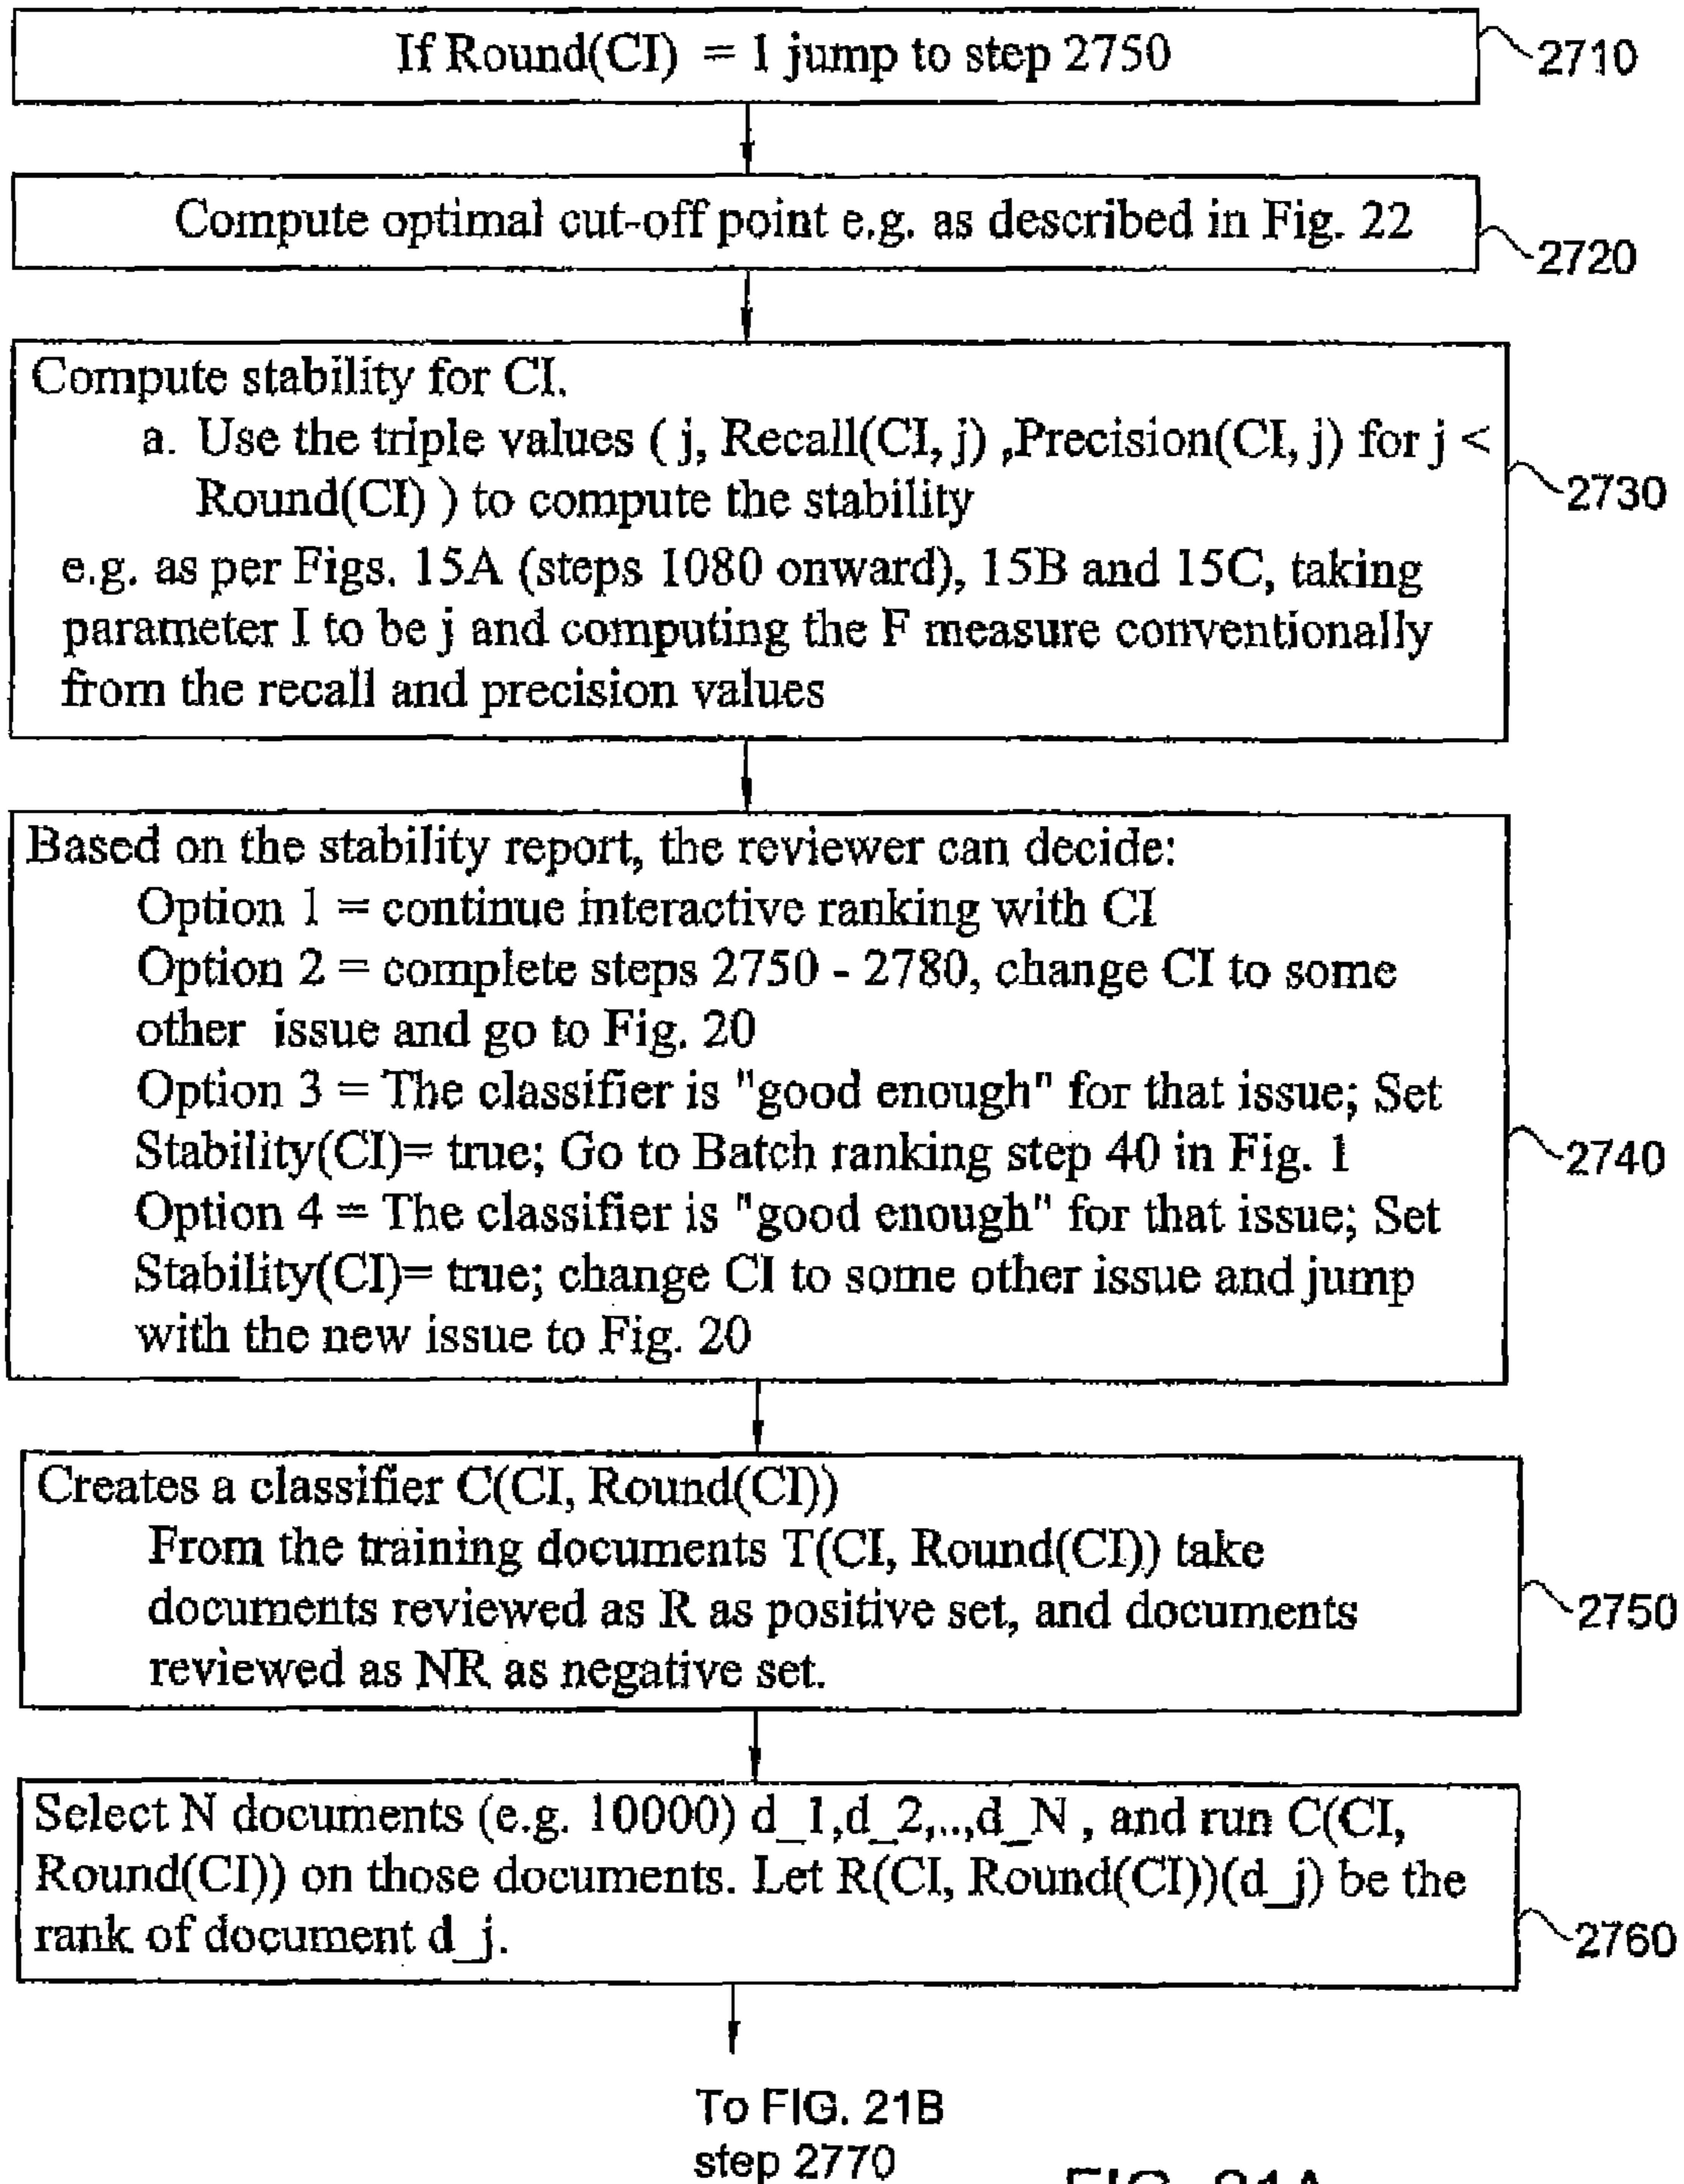 If Round(CI) = 1 jump to step 2750
2710
Compute optimal cut-off point e.g. as described in Fig. 22
2720
Compute stability for CI.
a. Use the triple values ( j, Recall(CI, j) ,Precision(CI, j) for j <
Round(CI) ) to compute the stability
e.g. as per Figs. 15A (steps 1080 onward), 15B and 15C, taking
parameter I to be j and computing the F measure conventionally
from the recall and precision values
2730
Based on the stability report, the reviewer can decide:
Option 1 = continue interactive ranking with CI
Option 2 = complete steps 2750 - 2780, change CI to some
other issue and go to Fig. 20
Option 3 = The classifier is "good enough" for that issue; Set
Stability(CI)= true; Go to Batch ranking step 40 in Fig. 1
Option 4 = The classifier is "good enough" for that issue; Set
Stability(CI)= true; change CI to some other issue and jump
with the new issue to Fig. 20
2740
Creates a classifier C(CI, Round(CI))
From the training documents T(CI, Round(CI)) take
documents reviewed as R as positive set, and documents
reviewed as NR as negative set.
2750
Select N documents (e.g. 10000) d_1,d_2,..,d_N , and run C(CI,
Round(CI)) on those documents. Let R(CI, Round(CI))(d_j) be the
rank of document d_j.
2760
To FIG. 21B
step 2770
FIG. 21A